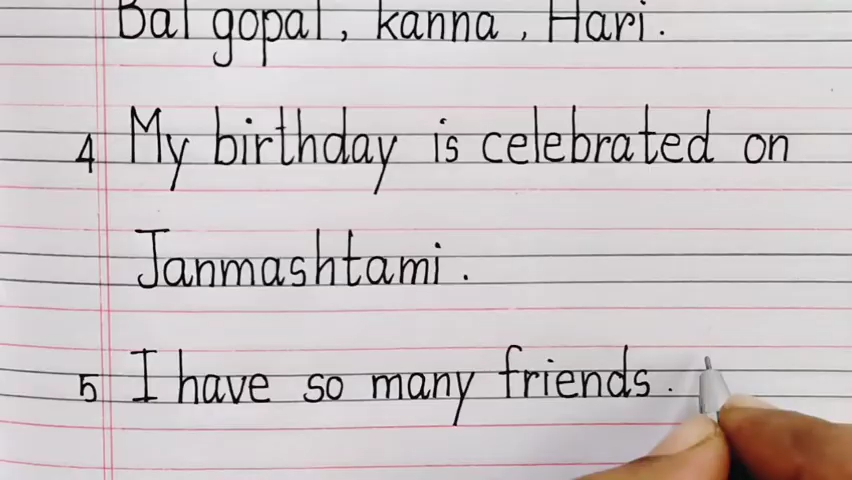 Bal gopal, kanna, Hari.
4 My birthday is celebrated on
Janmashtami.
5 I have so many friends.